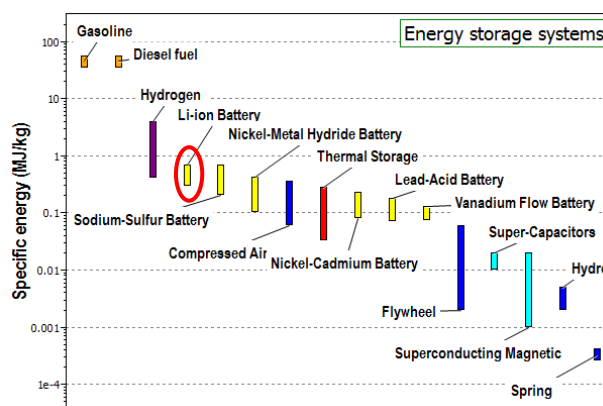 Energy storage systems
Gasoline
Diesel fuel
Hydrogen
Li-ion Battery
Nickel-Metal Hydride Battery
Thermal Storage
Lead-Acid Battery
Vanadium Flow Battery
Sodium-Sulfur Battery
Compressed Air
Nickel-Cadmium Battery
Super-Capacitors
Hydro
Flywheel
Superconducting Magnetic
Spring
Specific energy (MJ/kg)
100
10
1
0.1
0.01
0.001
1e-4